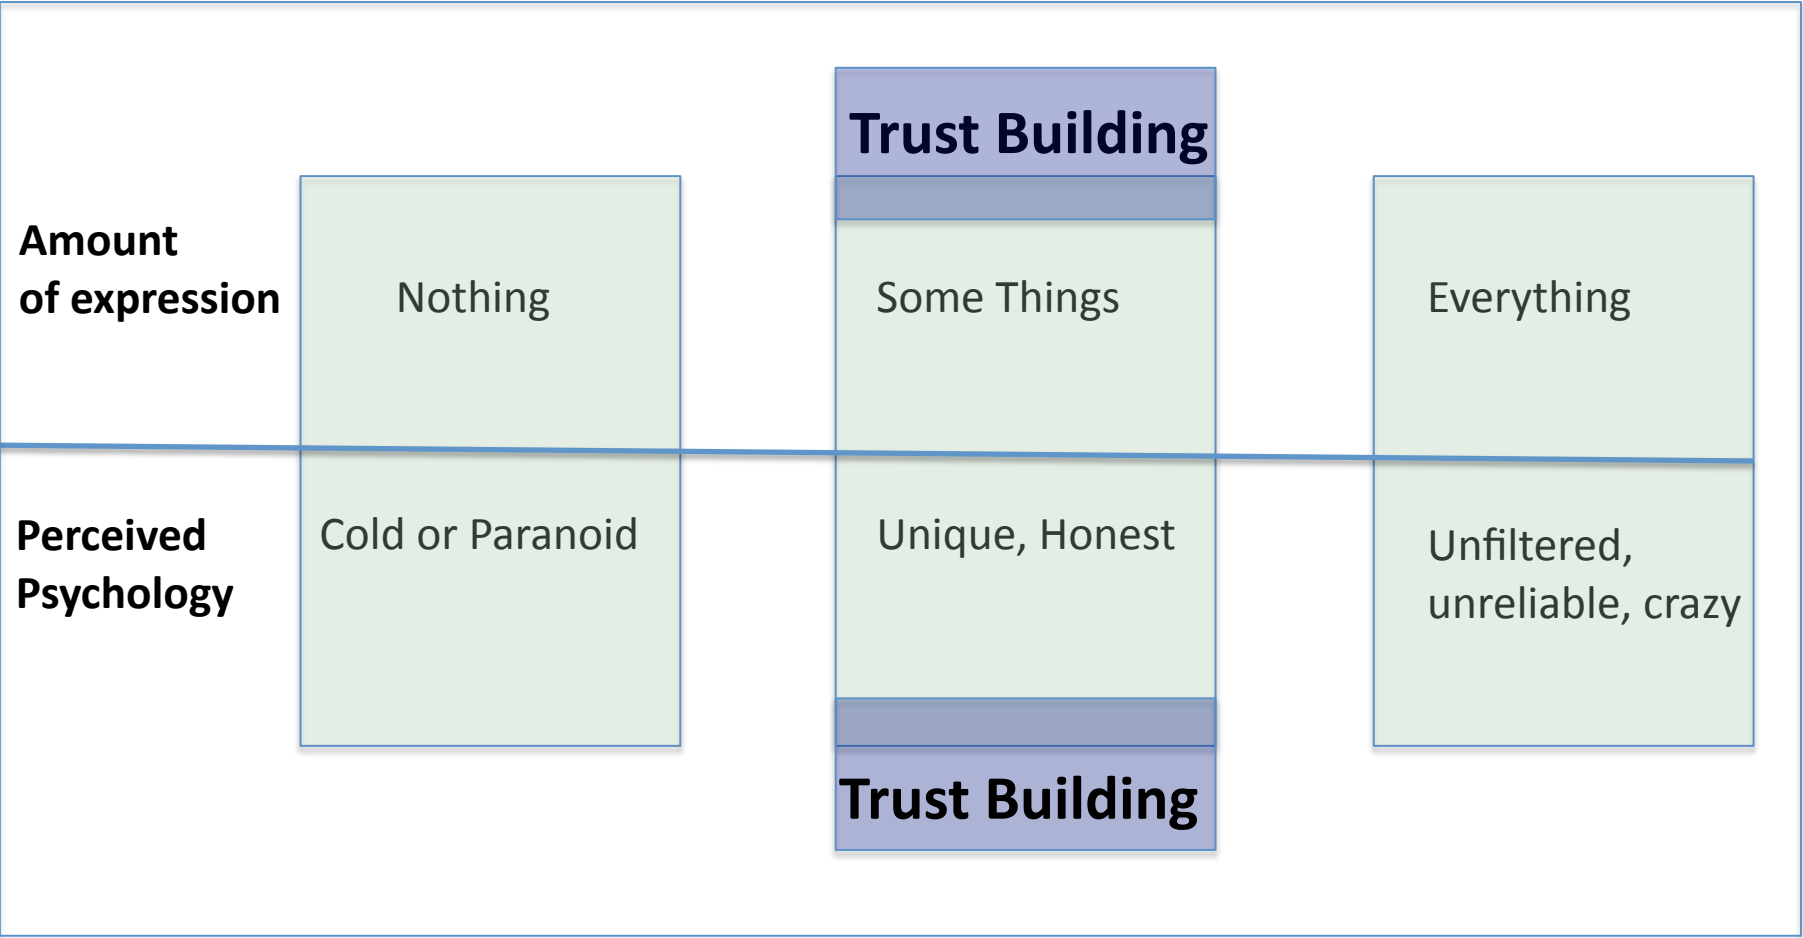 Trust Building
Amount
of expression
Nothing
Some Things
Everything
Perceived
Psychology
Cold or Paranoid
Unique, Honest
Unfiltered,
unreliable, crazy
Trust Building